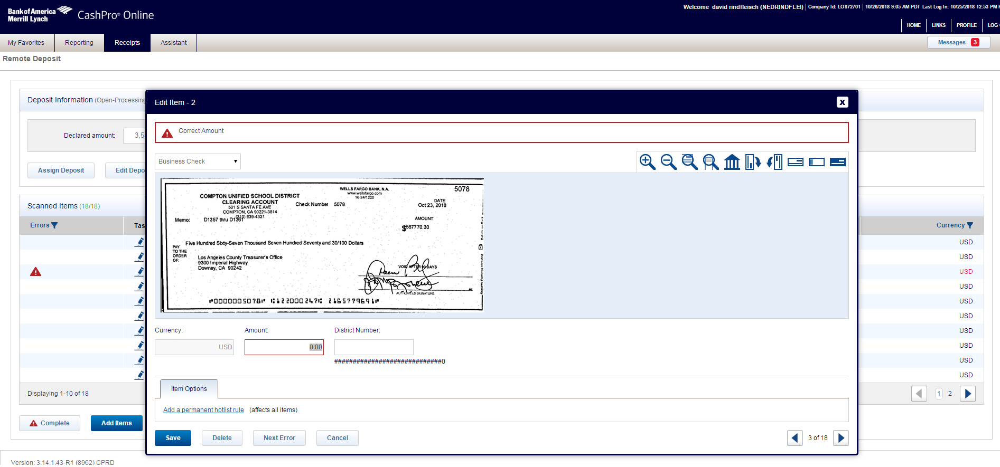 Bank of America
Merrill Lynch
CashPro® Online
Welcome david rindfleisch (NEDRINDFLEI) Company Id: LOS72701 10/26/2018 9:05 AM PDT Last Log In: 10/25/2018 12:53 PM
HOME LINKS PROFILE LOG
My Favorites Reporting Receipts Assistant
Messages 3
Remote Deposit
Deposit Information (Open-Processing
Declared amount: 3,5
Assign Deposit Edit Depo
Scanned Items (18/18)
Errors Tas
Currency
USD
USD
USD
USD
USD
USD
USD
USD
USD
USD
Displaying 1-10 of 18
1 2
Complete Add Items
Version: 3.14.1.43-R1 (8962) CPRD
Edit Item - 2
X
Correct Amount
Business Check
COMPTON UNIFIED SCHOOL DISTRICT
CLEARING ACCOUNT
501 S SANTA FE AVE
COMPTON, CA 90221-3814
(310) 639-4321
WELLS FARGO BANK, N.A.
www.wellsfargo.com
16-24/1220
5078
Check Number 5078
DATE
Oct 23, 2018
Memo: D1357 thru D1361
AMOUNT
$567770.30
Five Hundred Sixty-Seven Thousand Seven Hundred Seventy and 30/100 Dollars
PAY
TO THE
ORDER
OF:
Los Angeles County Treasurer's Office
9300 Imperial Highway
Downey, CA 90242
VOID AFTER 90 DAYS
AUTHORIZED SIGNATURE
Security Features Included
Details on Back
⑈0000005078⑈ ⑆122000247⑆ 2165779691⑈
Currency: Amount: District Number:
USD 0.00
#############################0
Item Options
Add a permanent hotlist rule (affects all items)
Save Delete Next Error Cancel
3 of 18